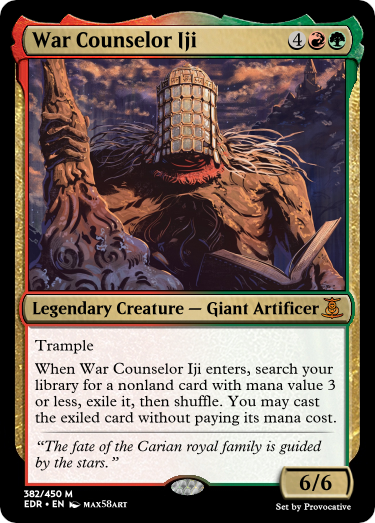 War Counselor Iji 4
Legendary Creature — Giant Artificer
Trample
When War Counselor Iji enters, search your
library for a nonland card with mana value 3
or less, exile it, then shuffle. You may cast
the exiled card without paying its mana cost.
“The fate of the Carian royal family is guided
by the stars.”
6/6
382/450 M
EDR • EN MAX58ART
Set by Provocative